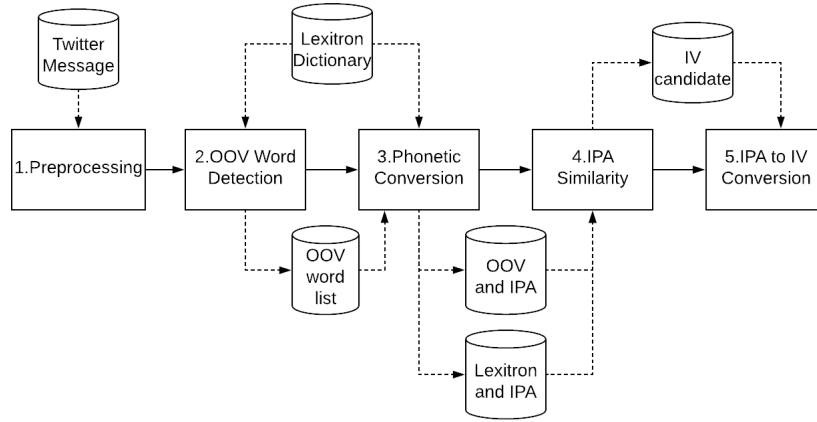 Twitter
Message
Lexitron
Dictionary
IV
candidate
1.Preprocessing
2.OOV Word
Detection
3.Phonetic
Conversion
4.IPA
Similarity
5.IPA to IV
Conversion
OOV
word
list
OOV
and IPA
Lexitron
and IPA